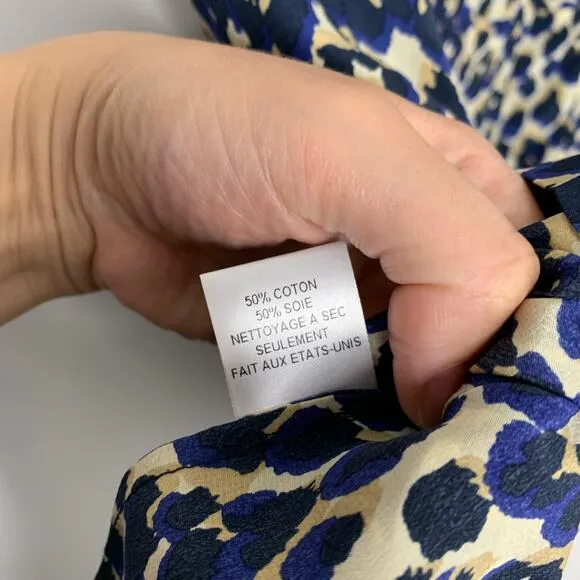 50% COTON
50% SOIE
NETTOYAGE A SEC
SEULEMENT
FAIT AUX ETATS-UNIS